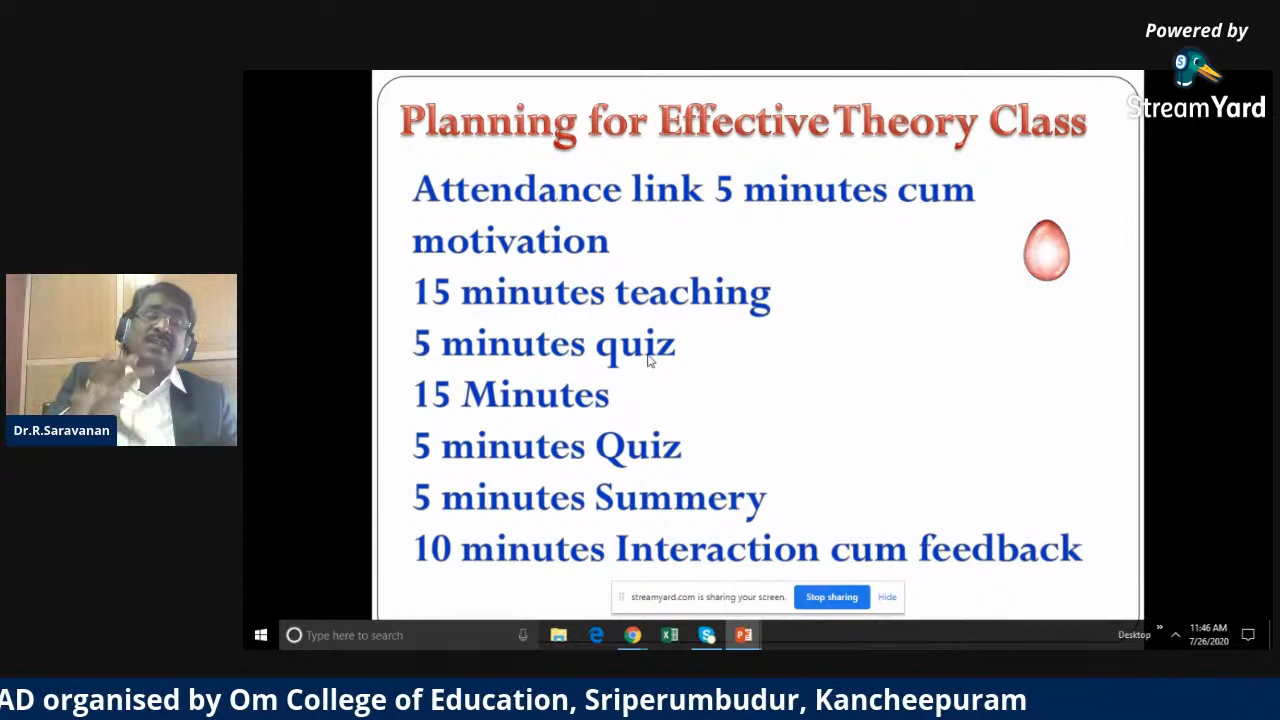 Powered by
StreamYard
Planning for Effective Theory Class
Attendance link 5 minutes cum
motivation
15 minutes teaching
5 minutes quiz
15 Minutes
5 minutes Quiz
5 minutes Summery
10 minutes Interaction cum feedback
Dr.R.Saravanan
streamyard.com is sharing your screen.
Stop sharing
Hide
Type here to search
Desktop
11:46 AM
7/26/2020
AD organised by Om College of Education, Sriperumbudur, Kancheepuram